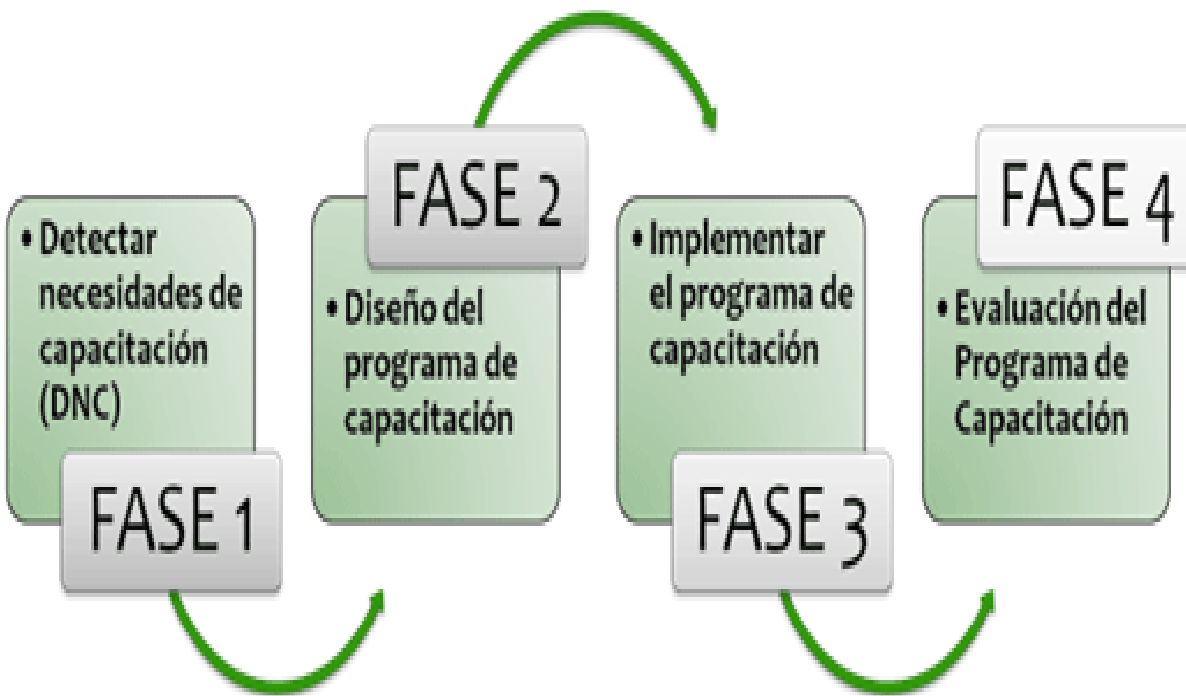 • Detectar
necesidades de
capacitación
(DNC)
FASE 1
FASE 2
• Diseño del
programa de
capacitación
• Implementar
el programa de
capacitación
FASE 3
FASE 4
• Evaluación del
Programa de
Capacitación